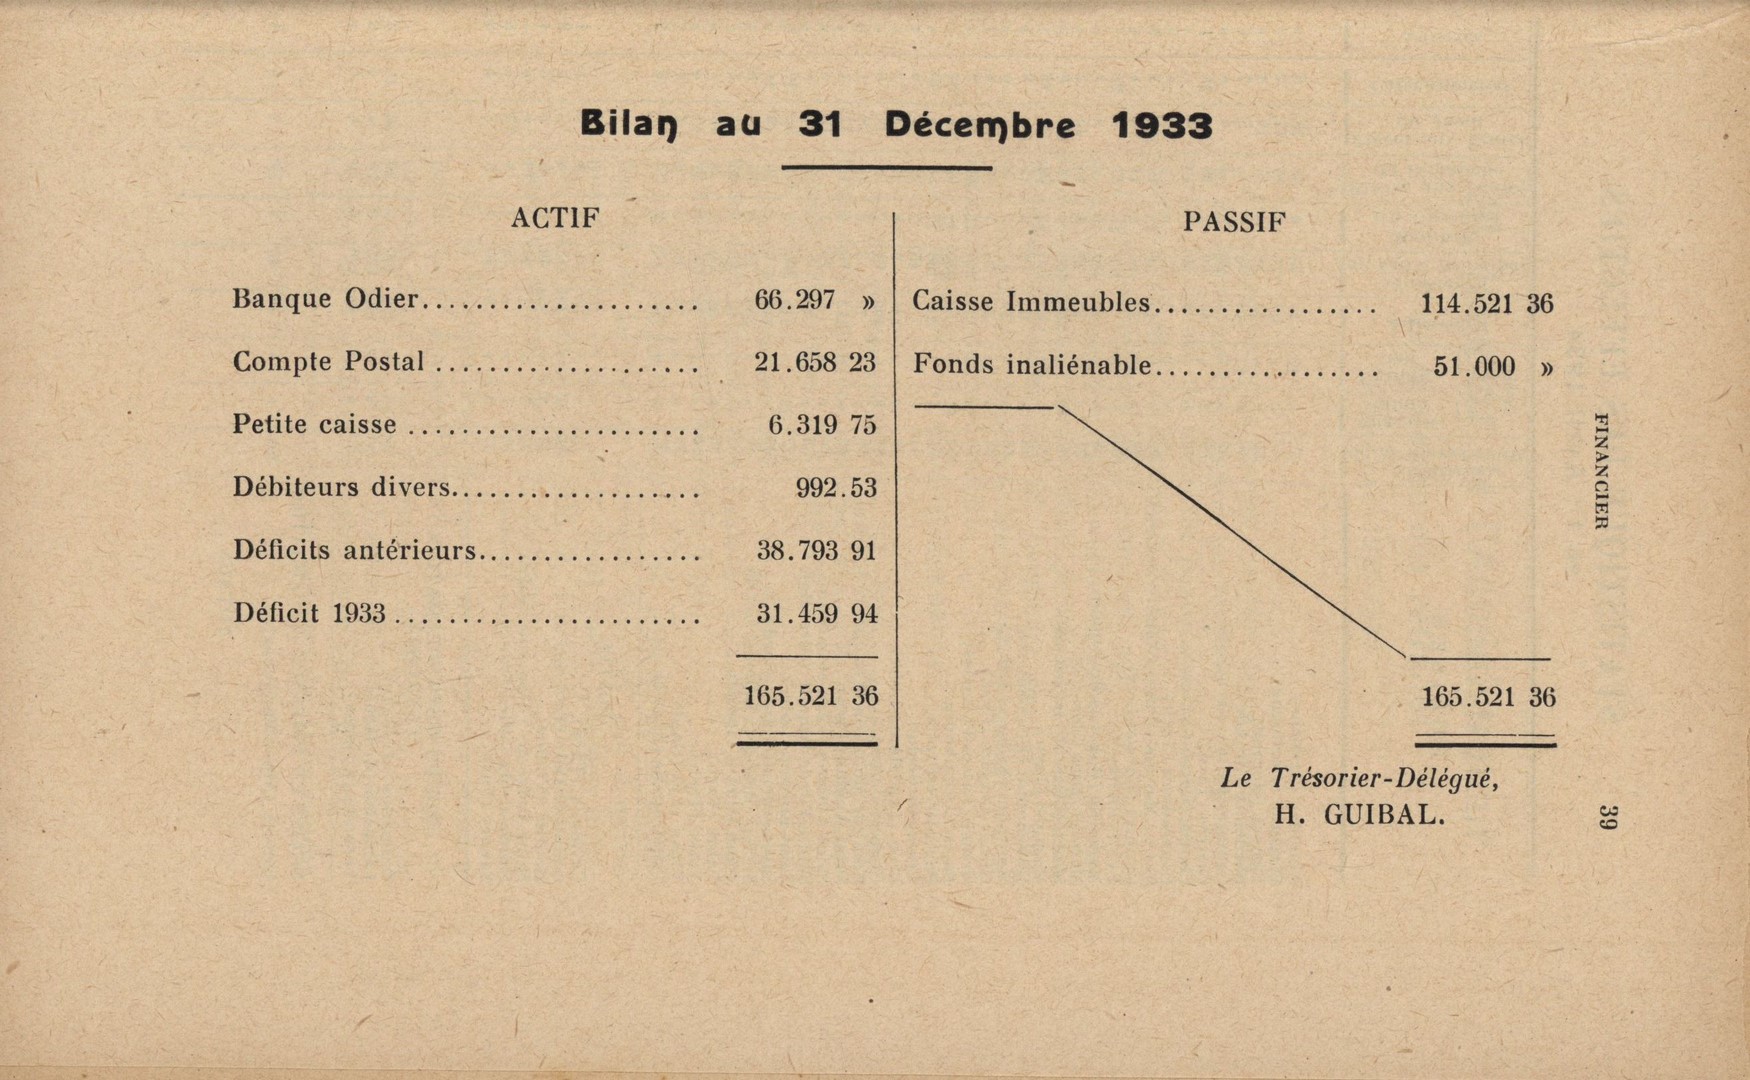 Bilan au 31 Décembre 1933
ACTIF
Banque Odier..................... 66.297 »
Compte Postal .................... 21.658 23
Petite caisse ...................... 6.319 75
Débiteurs divers................... 992.53
Déficits antérieurs................. 38.793 91
Déficit 1933 ....................... 31.459 94
165.521 36
PASSIF
Caisse Immeubles................. 114.521 36
Fonds inaliénable................. 51.000 »
165.521 36
Le Trésorier-Délégué,
H. GUIBAL.
FINANCIER
39